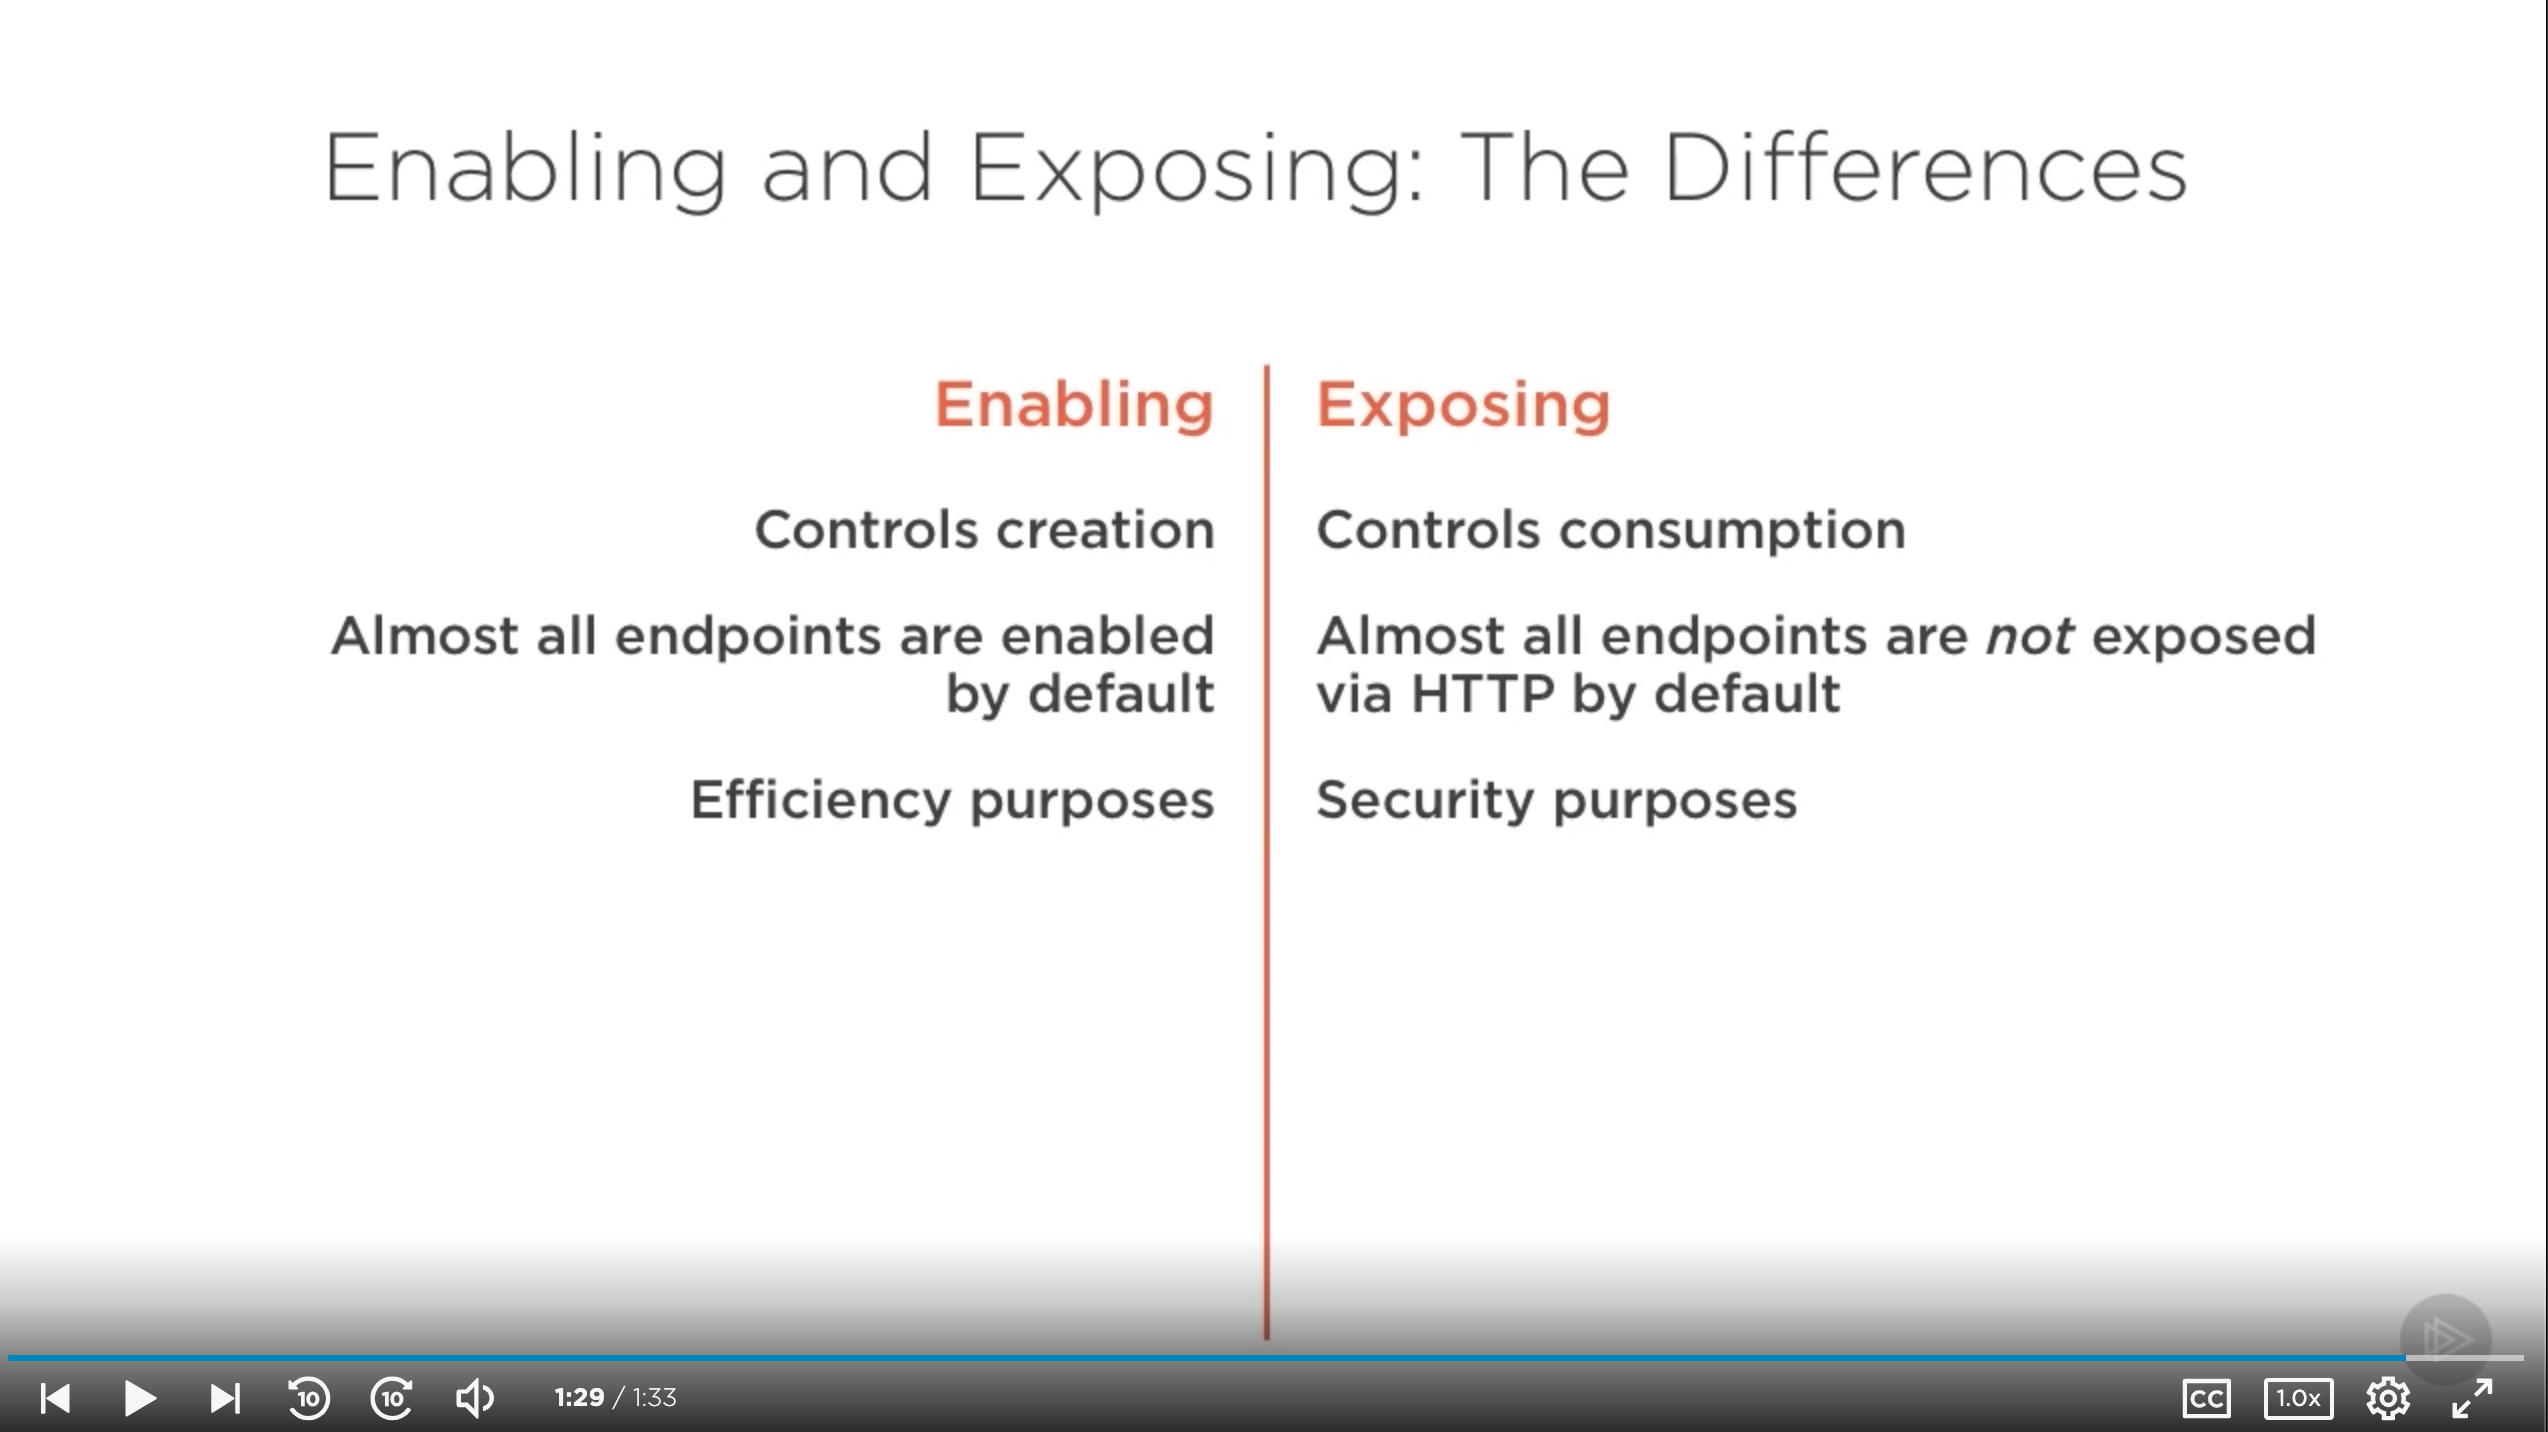 Enabling and Exposing: The Differences
Enabling
Controls creation
Almost all endpoints are enabled
by default
Efficiency purposes
Exposing
Controls consumption
Almost all endpoints are not exposed
via HTTP by default
Security purposes
10
10
1:29 / 1:33
CC
1.0x